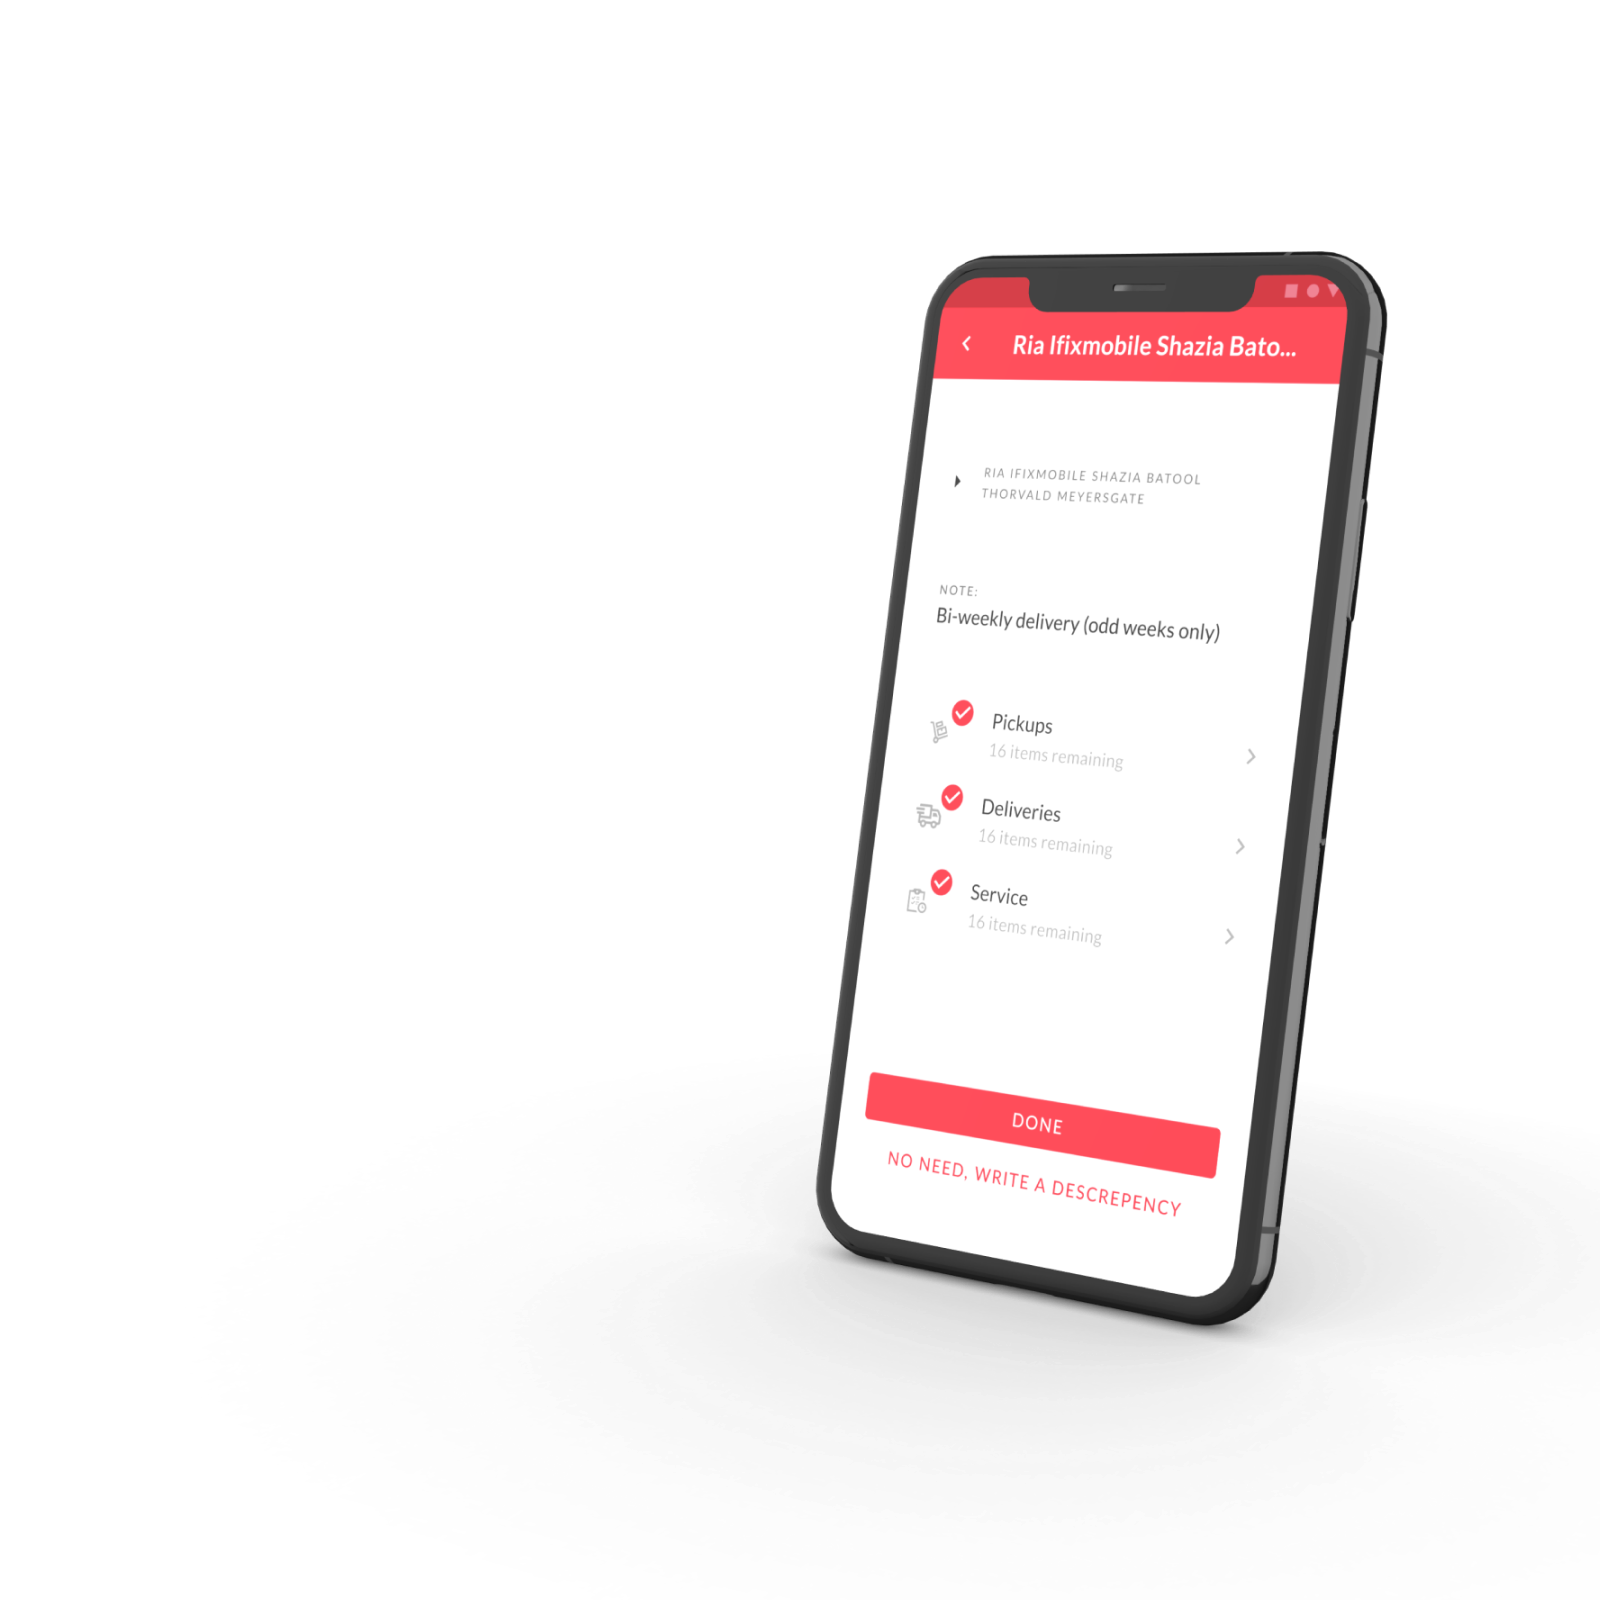 Ria Ifixmobile Shazia Bato...
RIA IFIXMOBILE SHAZIA BATOOL
THORVALD MEYERSGATE
NOTE:
Bi-weekly delivery (odd weeks only)
Pickups
16 items remaining
Deliveries
16 items remaining
Service
16 items remaining
DONE
NO NEED, WRITE A DESCREPENCY